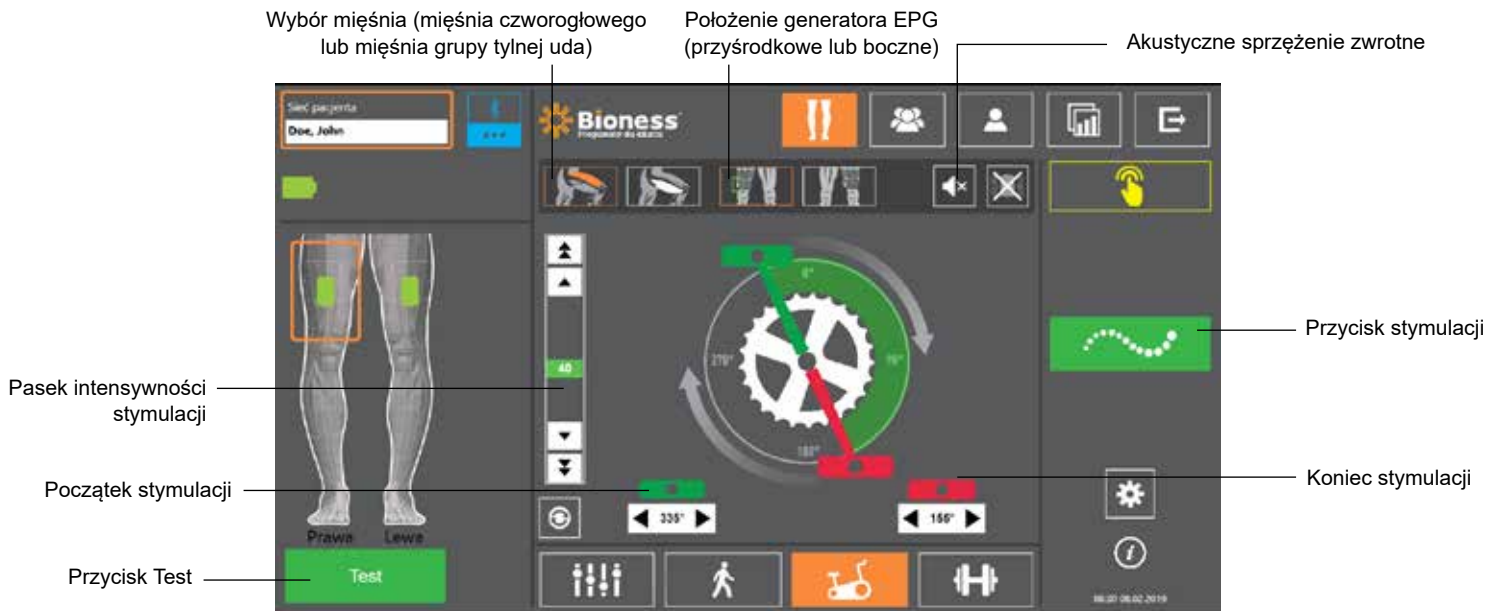 Wybór mięśnia (mięśnia czworogłowego
lub mięśnia grupy tylnej uda)
Położenie generatora EPG
(przyśrodkowe lub boczne)
Akustyczne sprzężenie zwrotne
Sieć pacjenta
Doe, John
Bioness
0°
90°
180°
270°
40
Przycisk stymulacji
Pasek intensywności
stymulacji
Początek stymulacji
Koniec stymulacji
335°
155°
Prawa Lewa
Przycisk Test
Test